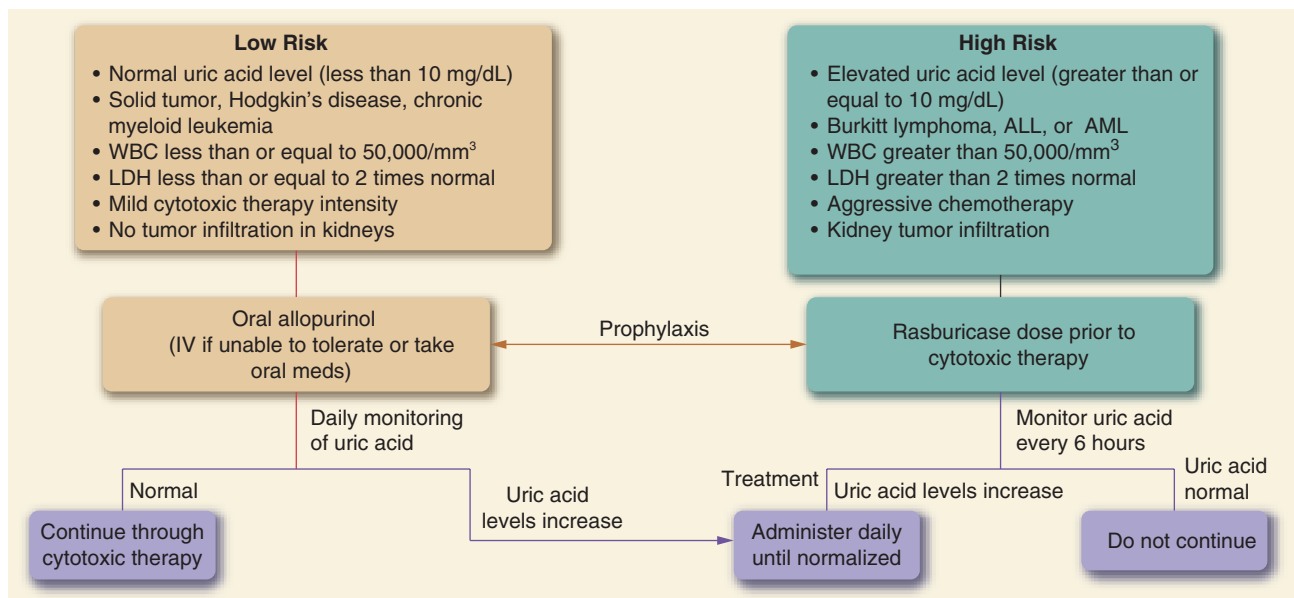 Low Risk
• Normal uric acid level (less than 10 mg/dL)
• Solid tumor, Hodgkin's disease, chronic
myeloid leukemia
• WBC less than or equal to 50,000/mm³
• LDH less than or equal to 2 times normal
• Mild cytotoxic therapy intensity
• No tumor infiltration in kidneys
High Risk
• Elevated uric acid level (greater than or
equal to 10 mg/dL)
• Burkitt lymphoma, ALL, or AML
• WBC greater than 50,000/mm³
• LDH greater than 2 times normal
• Aggressive chemotherapy
• Kidney tumor infiltration
Oral allopurinol
(IV if unable to tolerate or take
oral meds)
Prophylaxis
Rasburicase dose prior to
cytotoxic therapy
Daily monitoring
of uric acid
Monitor uric acid
every 6 hours
Normal
Uric acid
levels increase
Treatment
Uric acid levels increase
Uric acid
normal
Continue through
cytotoxic therapy
Administer daily
until normalized
Do not continue